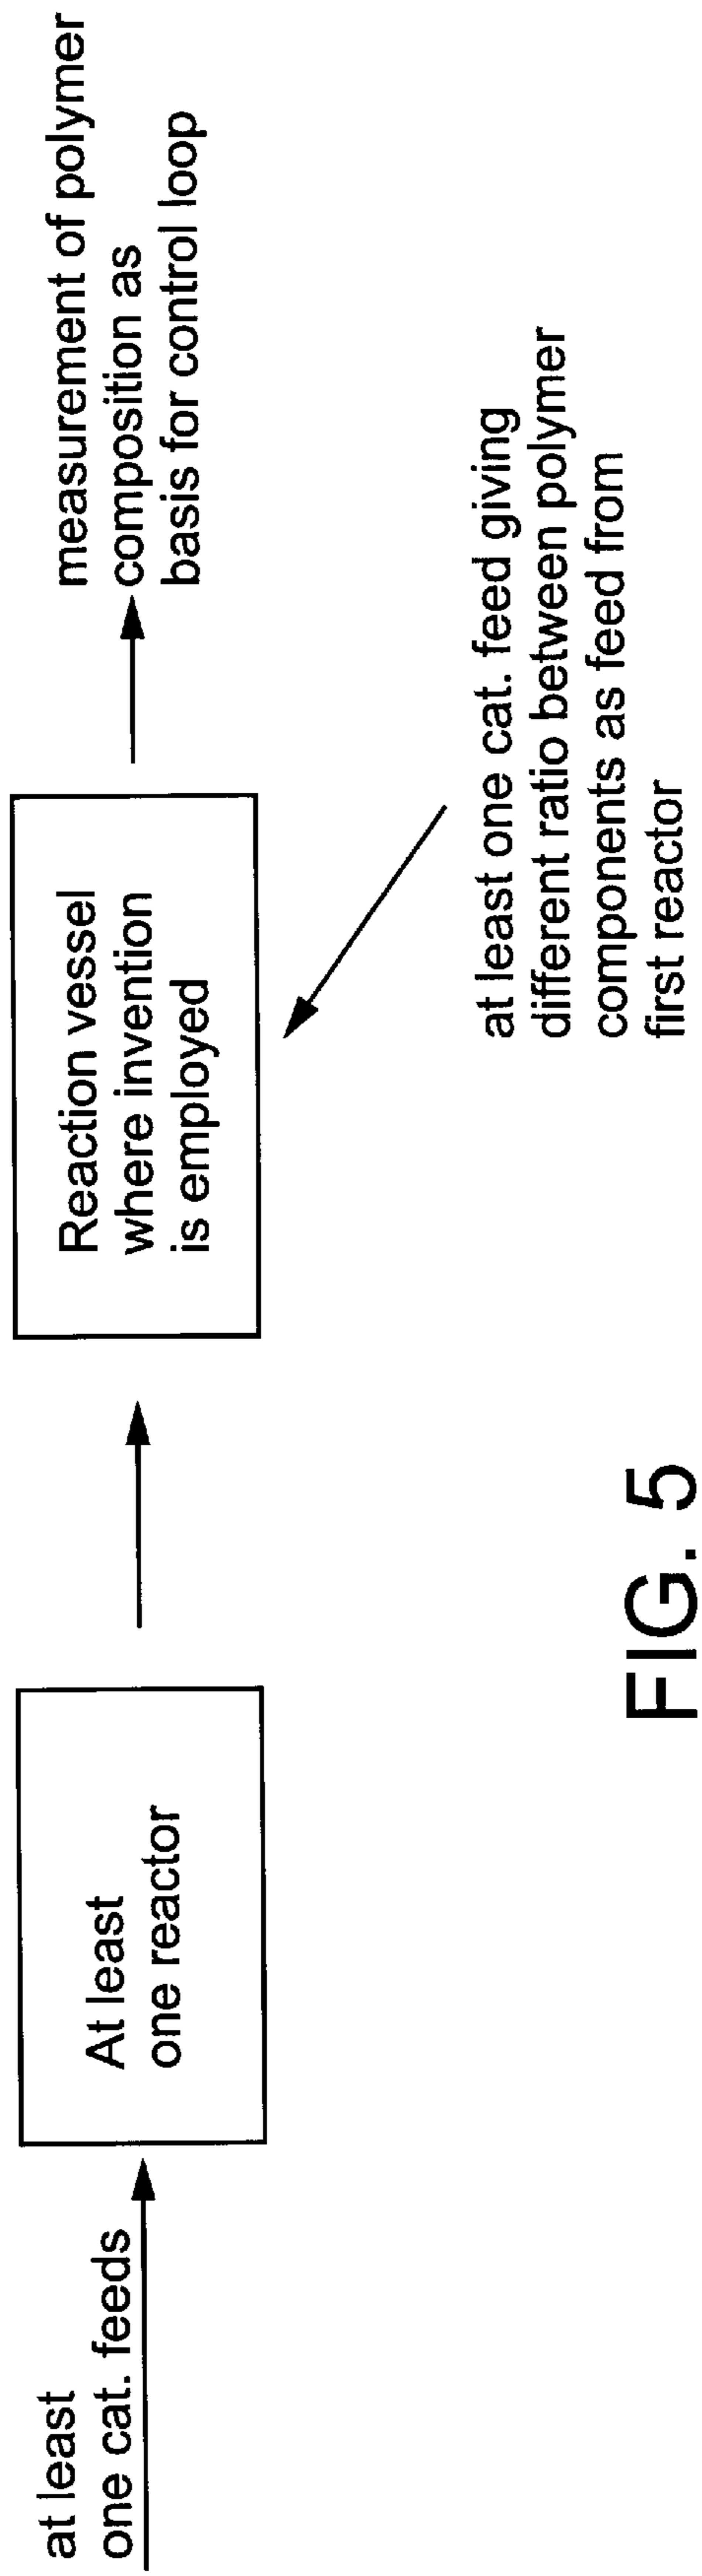 at least
one cat. feeds
At least
one reactor
Reaction vessel
where invention
is employed
measurement of polymer
composition as
basis for control loop
at least one cat. feed giving
different ratio between polymer
components as feed from
first reactor
FIG. 5